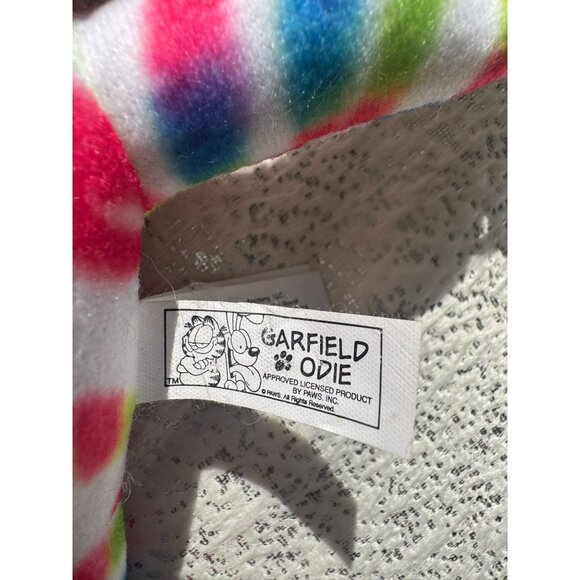 GARFIELD
ODIE
TM
APPROVED LICENSED PRODUCT
BY PAWS, INC.
© PAWS. All Rights Reserved.